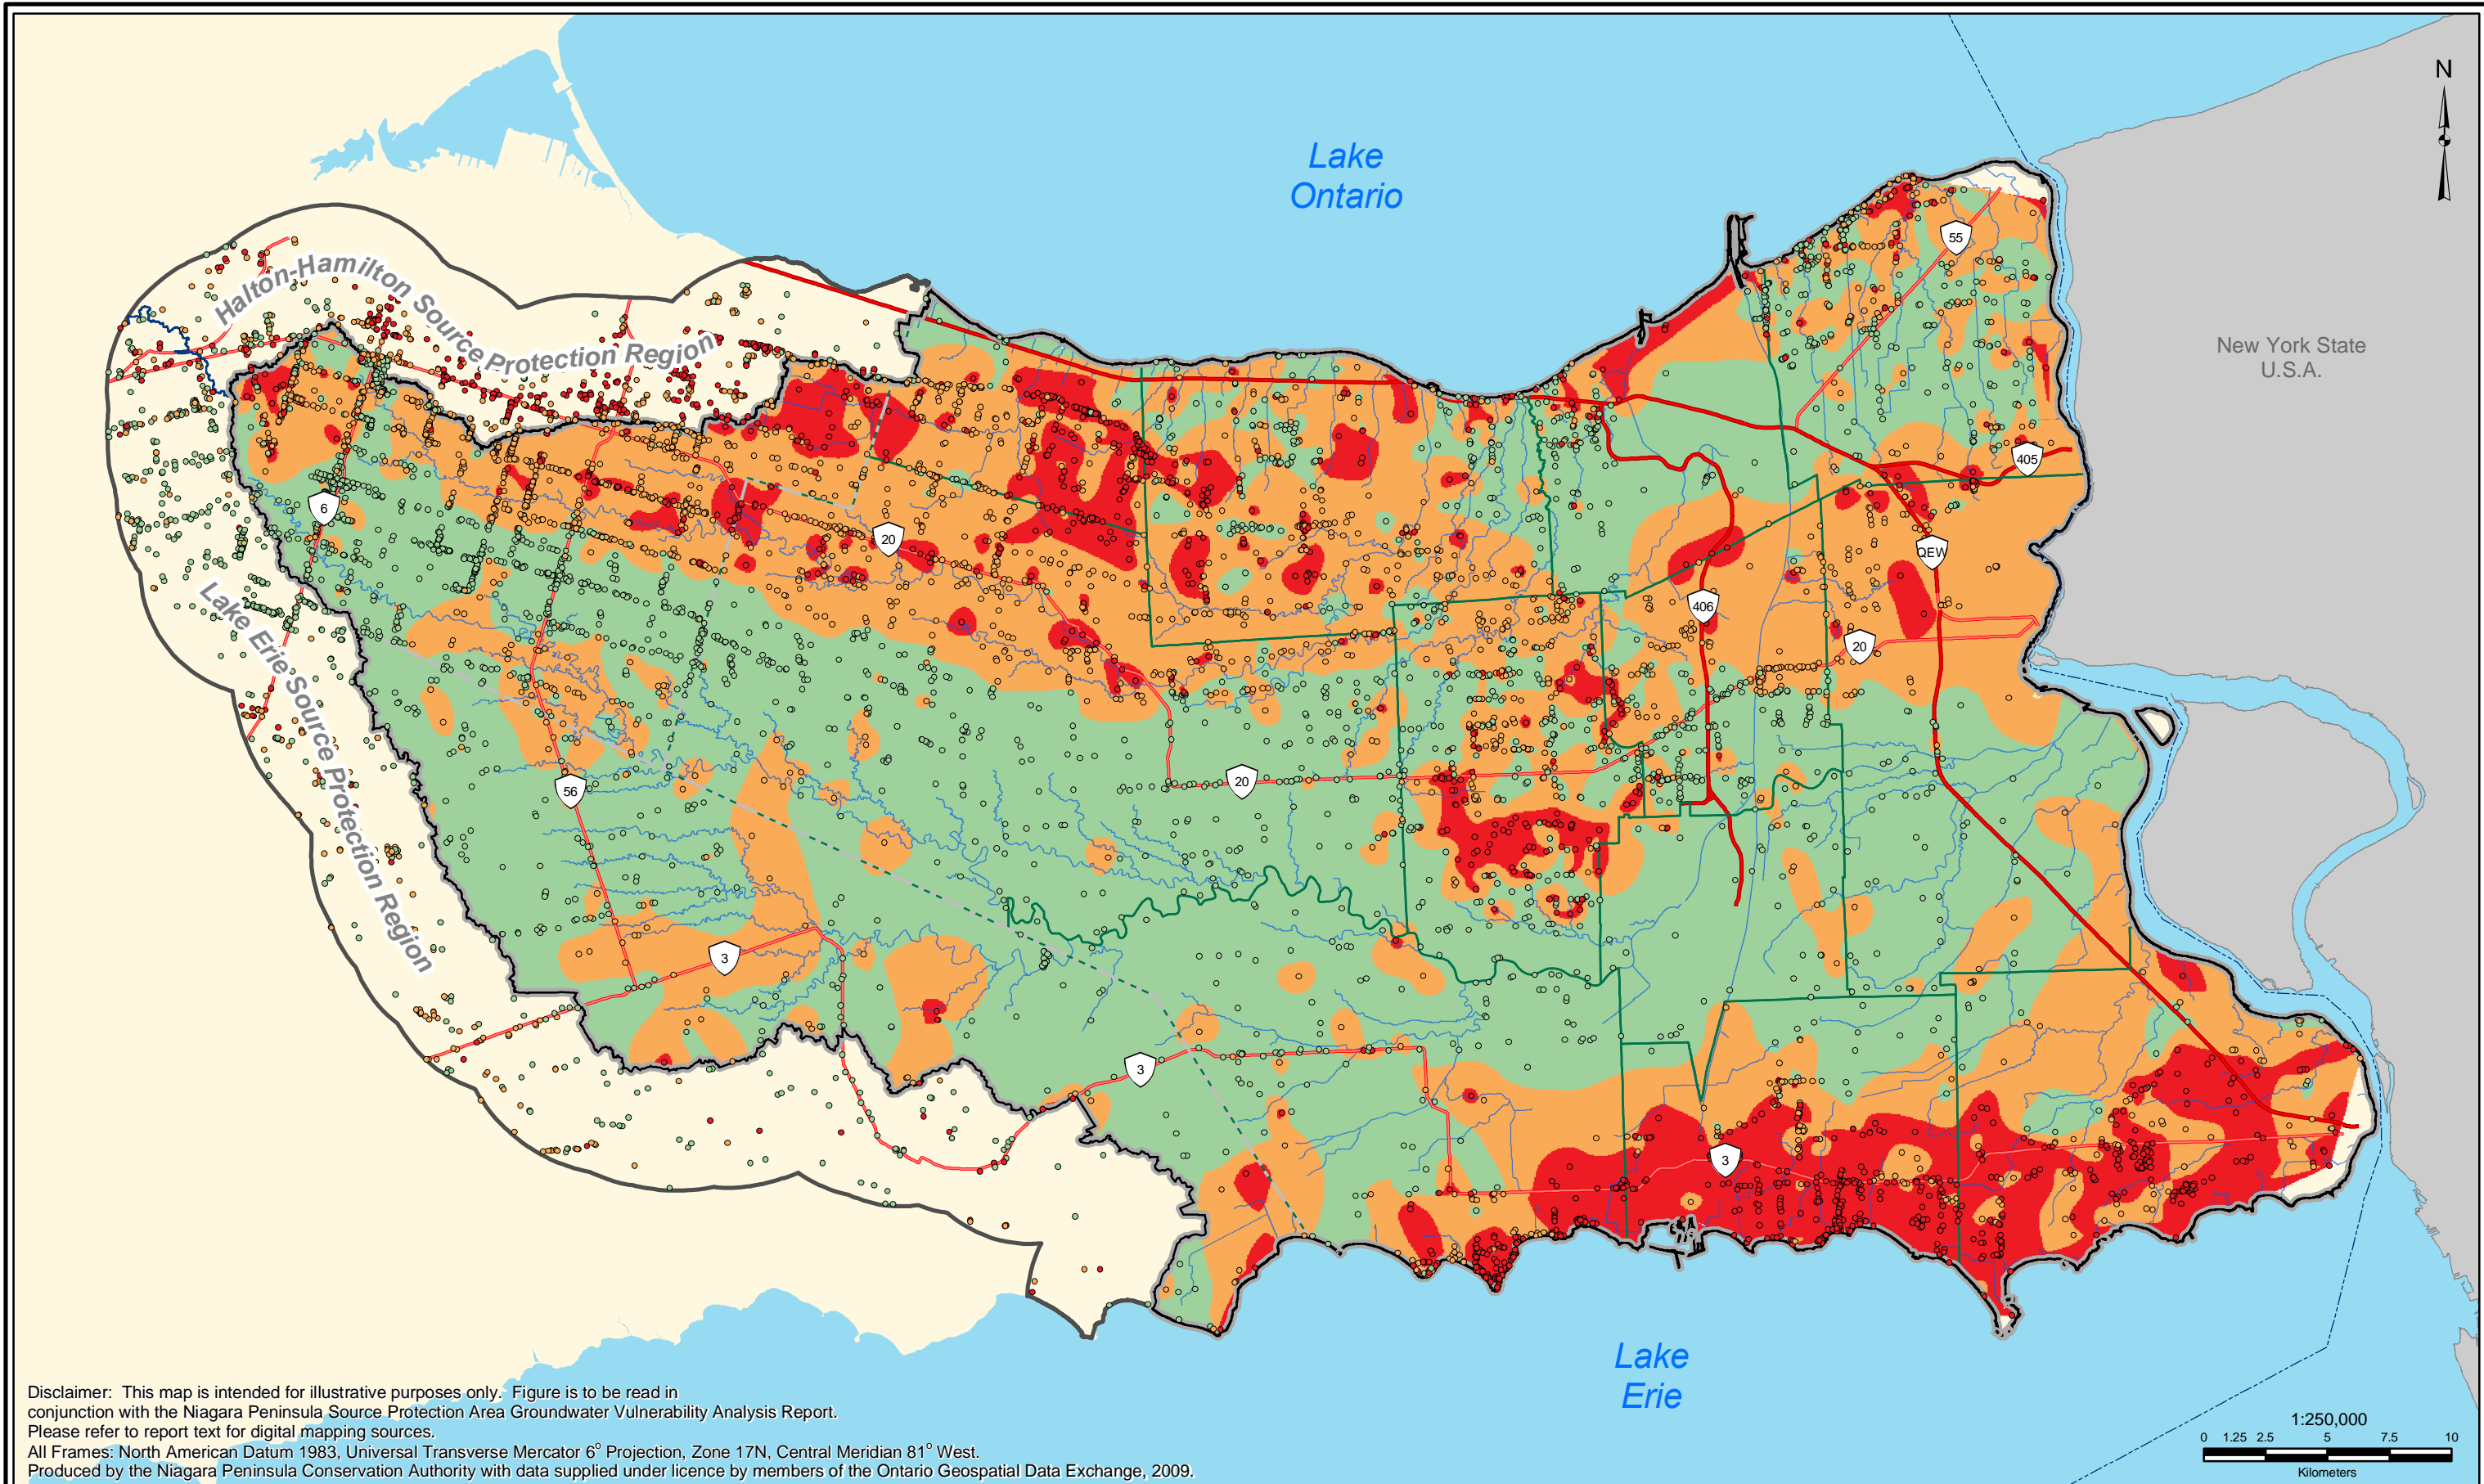 N
Lake
Ontario
55
New York State
U.S.A.
Halton-Hamilton Source Protection Region
405
6
20
QEW
406
20
Lake Erie Source Protection Region
20
56
3
3
3
Lake
Erie
Disclaimer: This map is intended for illustrative purposes only. Figure is to be read in
conjunction with the Niagara Peninsula Source Protection Area Groundwater Vulnerability Analysis Report.
Please refer to report text for digital mapping sources.
All Frames: North American Datum 1983, Universal Transverse Mercator 6° Projection, Zone 17N, Central Meridian 81° West.
Produced by the Niagara Peninsula Conservation Authority with data supplied under licence by members of the Ontario Geospatial Data Exchange, 2009.
1:250,000
0 1.25 2.5 5 7.5 10
Kilometers